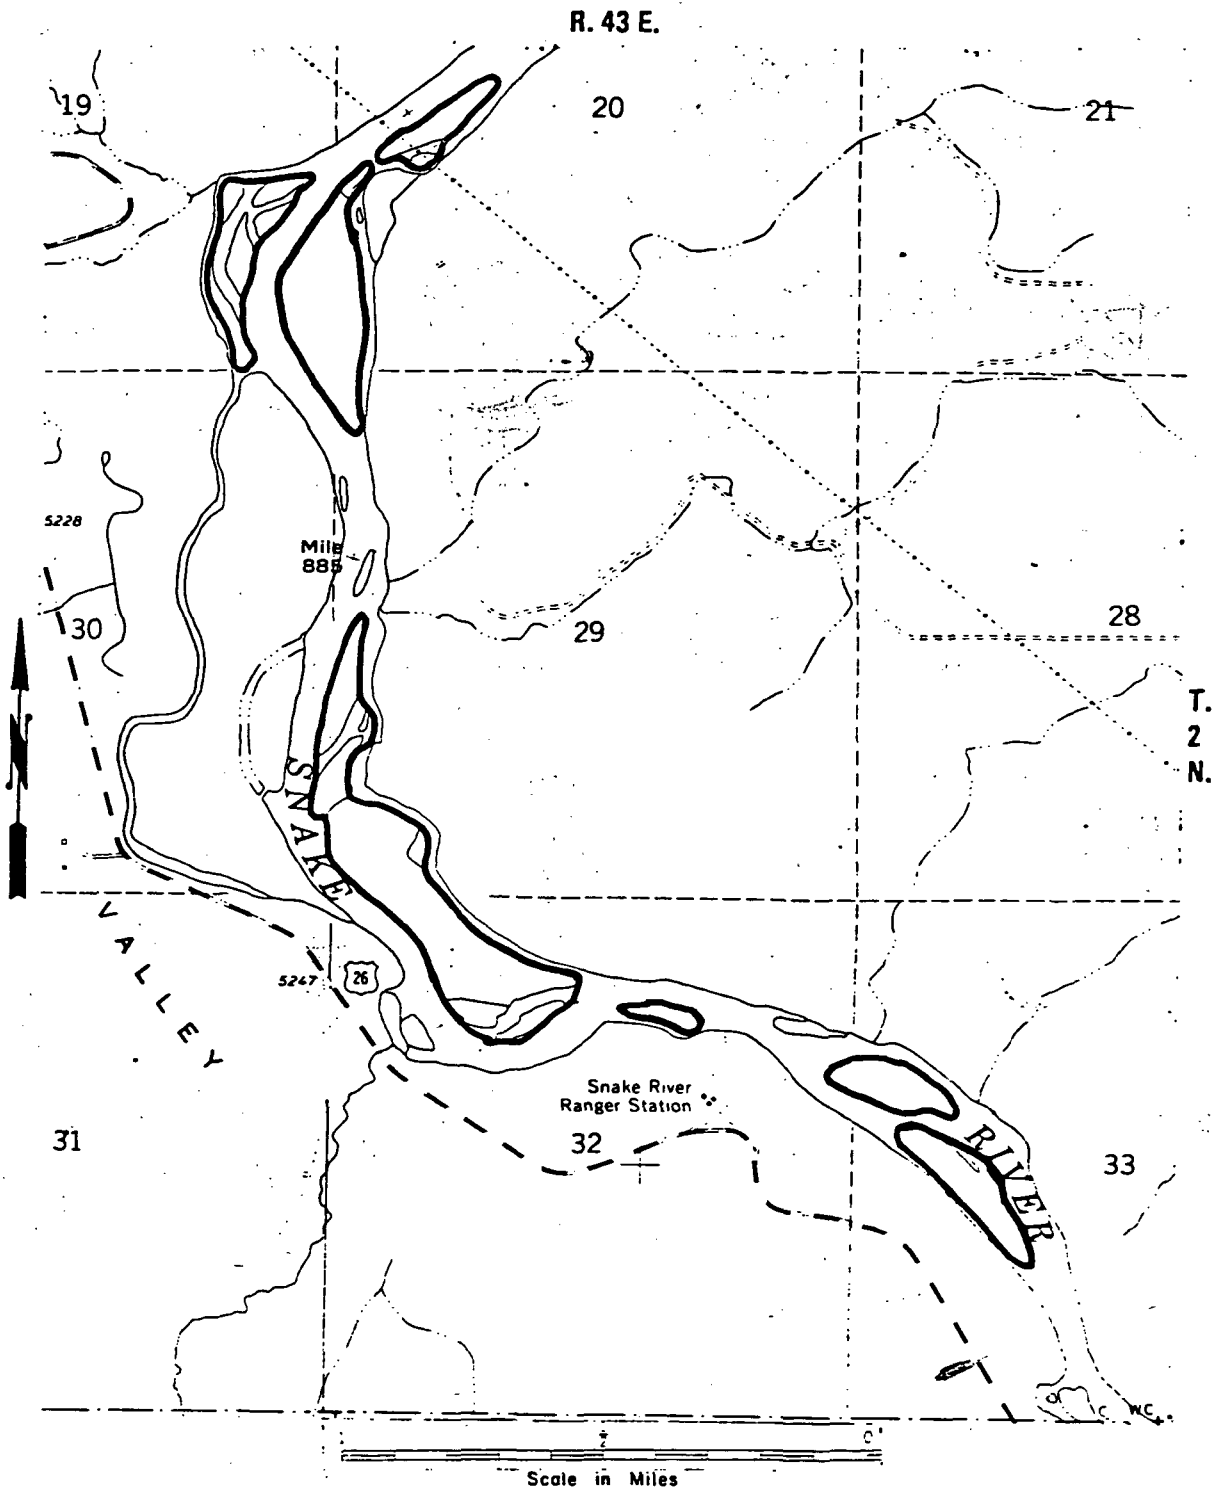 R. 43 E.
19
20
21
5228
Mile
885
30
29
28
T.
2
N.
N
SNAKE
VALLEY
5247
26
Snake River
Ranger Station
31
32
33
RIVER
C
W.C.
Scale in Miles